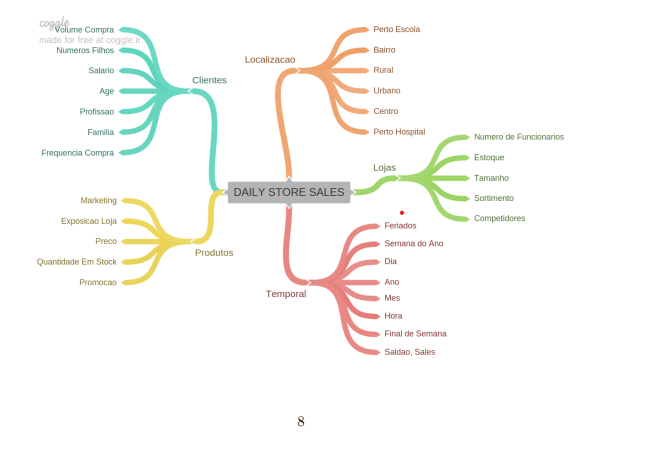 coggle
made for free at coggle.it
Volume Compra
Numeros Filhos
Salario
Age
Profissao
Familia
Frequencia Compra
Clientes
Marketing
Exposicao Loja
Preco
Quantidade Em Stock
Promocao
Produtos
DAILY STORE SALES
Localizacao
Perto Escola
Bairro
Rural
Urbano
Centro
Perto Hospital
Lojas
Numero de Funcionarios
Estoque
Tamanho
Sortimento
Competidores
Temporal
Feriados
Semana do Ano
Dia
Ano
Mes
Hora
Final de Semana
Saldao, Sales
8